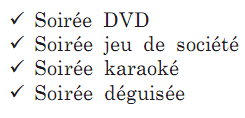 ✓ Soirée DVD
✓ Soirée jeu de société
✓ Soirée karaoké
✓ Soirée déguisée